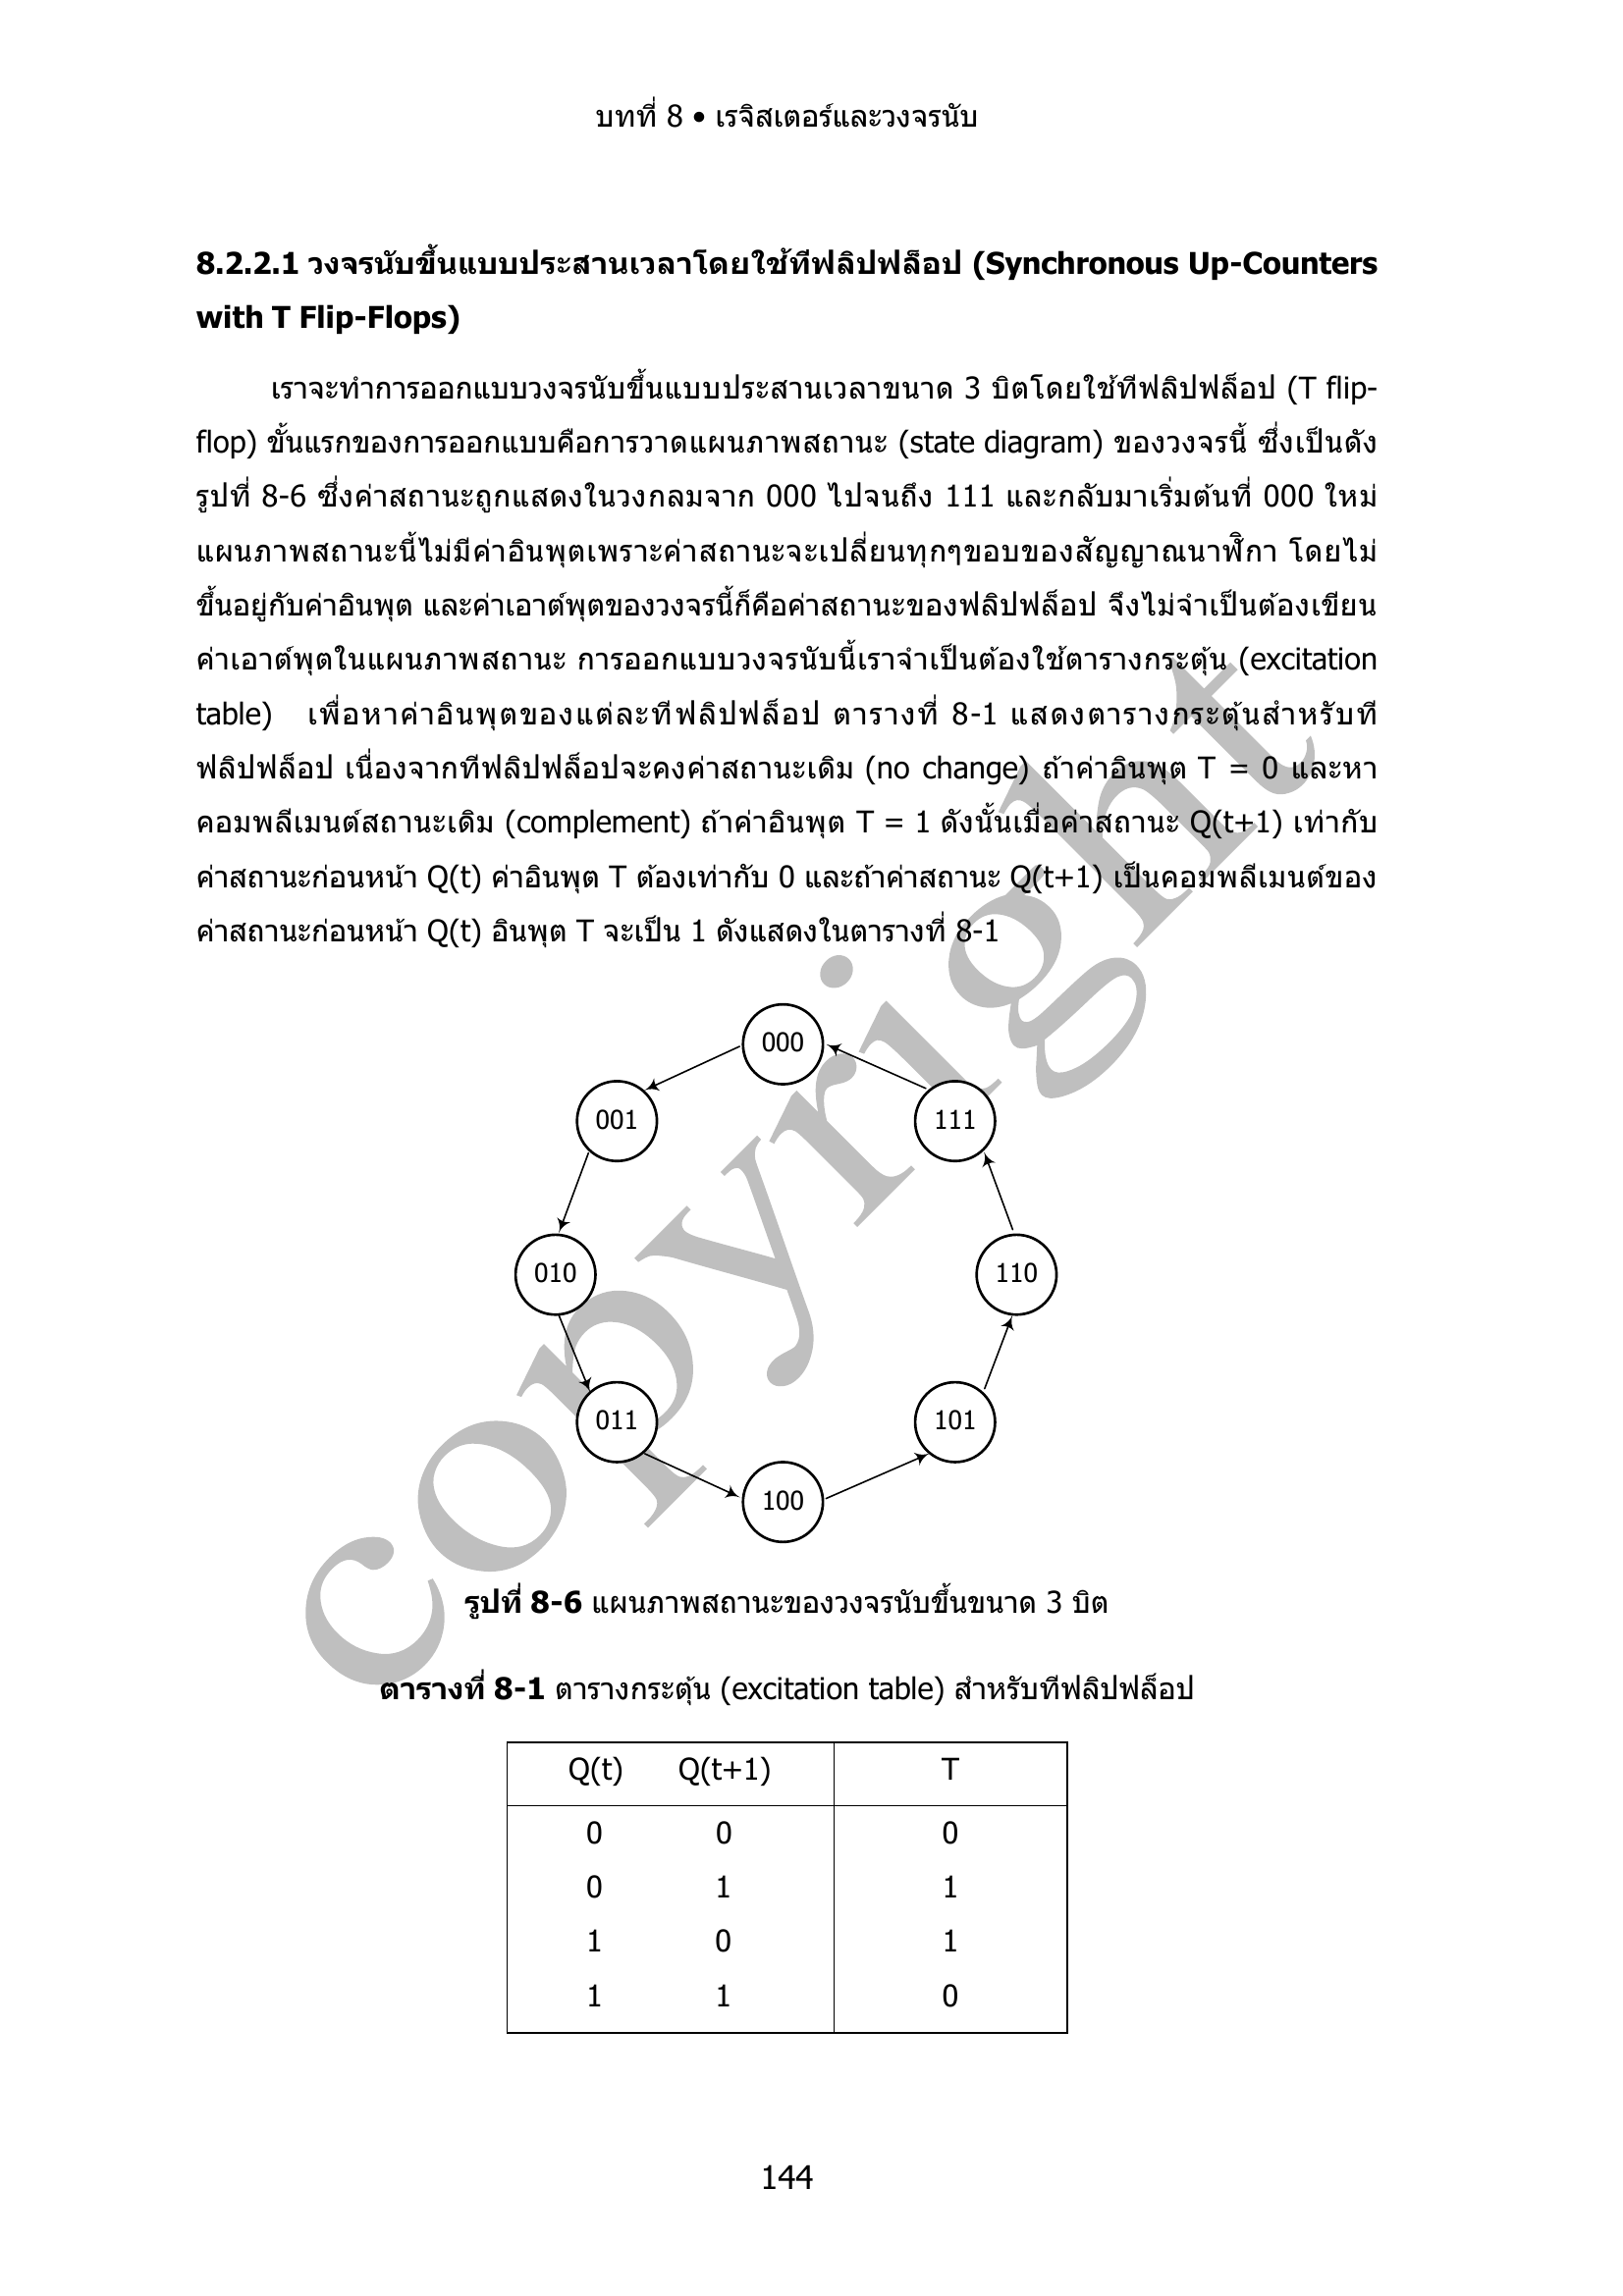 บทที่ 8 • เรจิสเตอร์และวงจรนับ
8.2.2.1 วงจรนับขึ้นแบบประสานเวลาโดยใช้ทีฟลิปฟล็อป (Synchronous Up-Counters
with T Flip-Flops)
เราจะทำการออกแบบวงจรนับขึ้นแบบประสานเวลาขนาด 3 บิตโดยใช้ทีฟลิปฟล็อป (T flip-
flop) ขั้นแรกของการออกแบบคือการวาดแผนภาพสถานะ (state diagram) ของวงจรนี้ ซึ่งเป็นดัง
รูปที่ 8-6 ซึ่งค่าสถานะถูกแสดงในวงกลมจาก 000 ไปจนถึง 111 และกลับมาเริ่มต้นที่ 000 ใหม่
แผนภาพสถานะนี้ไม่มีค่าอินพุตเพราะค่าสถานะจะเปลี่ยนทุกๆขอบของสัญญาณนาฬิกา โดยไม่
ขึ้นอยู่กับค่าอินพุต และค่าเอาต์พุตของวงจรนี้ก็คือค่าสถานะของฟลิปฟล็อป จึงไม่จำเป็นต้องเขียน
ค่าเอาต์พุตในแผนภาพสถานะ การออกแบบวงจรนับนี้เราจำเป็นต้องใช้ตารางกระตุ้น (excitation
table) เพื่อหาค่าอินพุตของแต่ละทีฟลิปฟล็อป ตารางที่ 8-1 แสดงตารางกระตุ้นสำหรับที
ฟลิปฟล็อป เนื่องจากทีฟลิปฟล็อปจะคงค่าสถานะเดิม (no change) ถ้าค่าอินพุต T = 0 และหา
คอมพลีเมนต์สถานะเดิม (complement) ถ้าค่าอินพุต T = 1 ดังนั้นเมื่อค่าสถานะ Q(t+1) เท่ากับ
ค่าสถานะก่อนหน้า Q(t) ค่าอินพุต T ต้องเท่ากับ 0 และถ้าค่าสถานะ Q(t+1) เป็นคอมพลีเมนต์ของ
ค่าสถานะก่อนหน้า Q(t) อินพุต T จะเป็น 1 ดังแสดงในตารางที่ 8-1
000
001 111
010 110
011 101
100
copyright
รูปที่ 8-6 แผนภาพสถานะของวงจรนับขึ้นขนาด 3 บิต
ตารางที่ 8-1 ตารางกระตุ้น (excitation table) สำหรับทีฟลิปฟล็อป
Q(t) Q(t+1) T
0 0 0
0 1 1
1 0 1
1 1 0
144